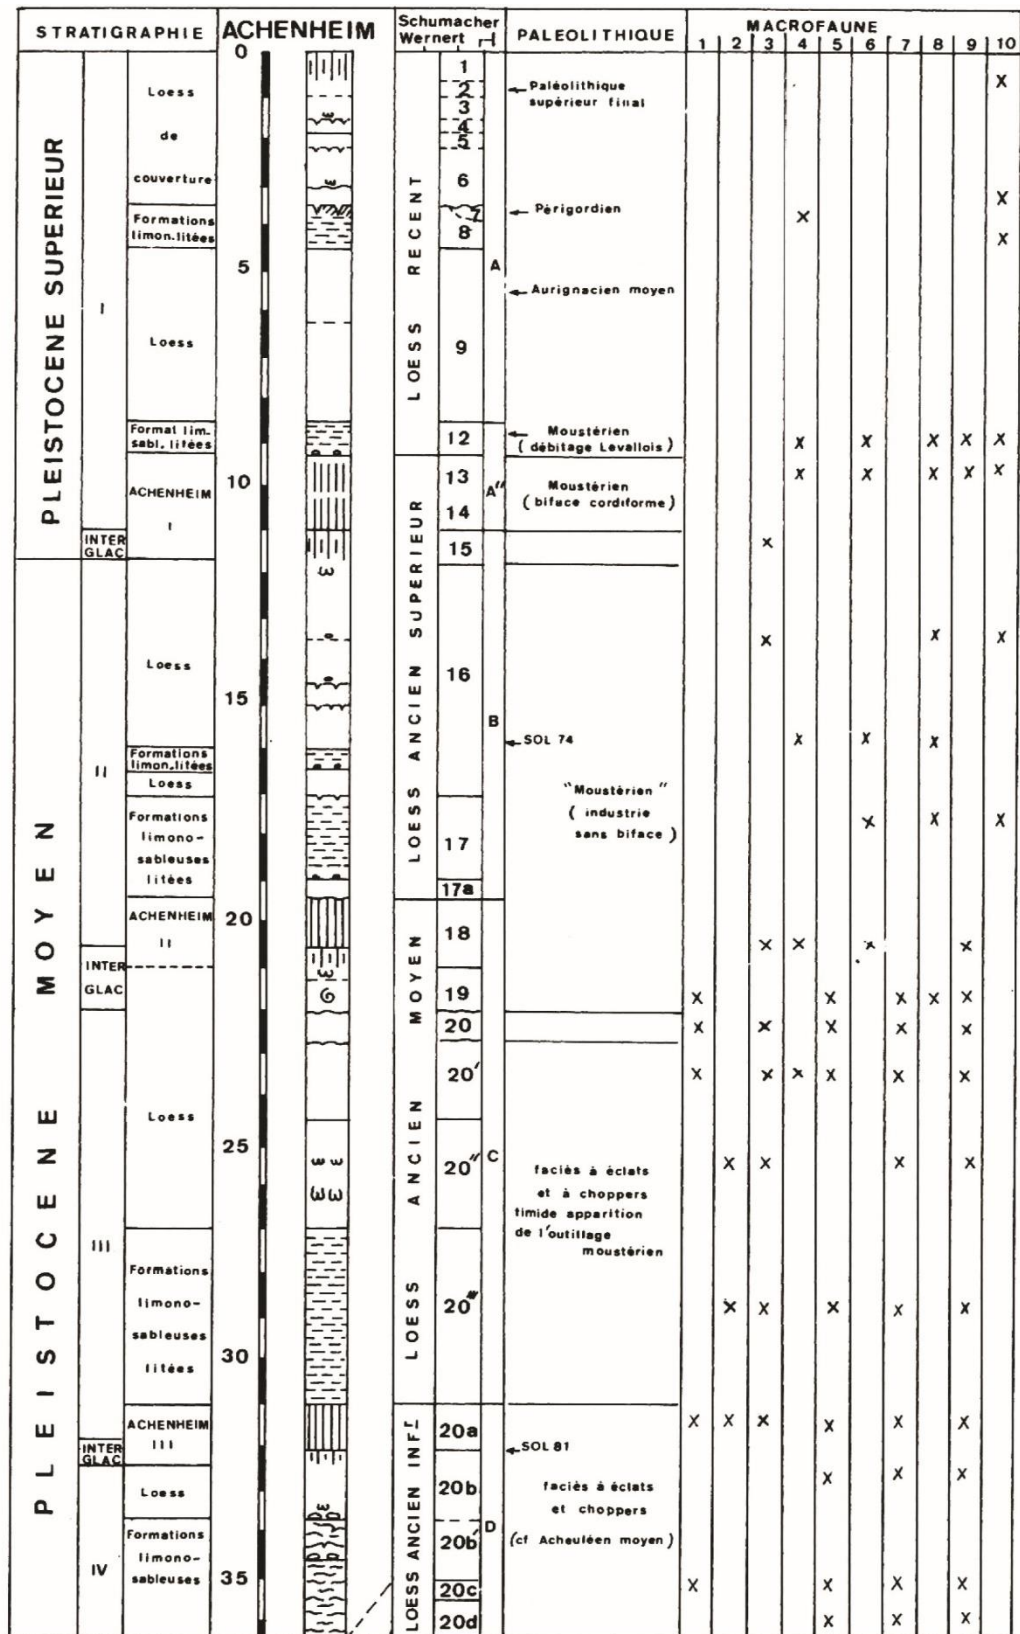 STRATIGRAPHIE
ACHENHEIM
Schumacher
Wernert
PALEOLITHIQUE
MACROFAUNE
1 2 3 4 5 6 7 8 9 10
PLEISTOCENE SUPERIEUR
PLEISTOCENE MOYEN
I
INTER
GLAC
II
INTER
GLAC
III
INTER
GLAC
IV
Loess
de
couverture
Formations
limon.litées
Loess
Format lim.
sabl. litées
ACHENHEIM
I
Loess
Formations
limon.litées
Loess
Formations
limono-
sableuses
litées
ACHENHEIM
II
Loess
Formations
limono-
sableuses
litées
ACHENHEIM
III
Loess
Formations
limono-
sableuses
0
5
10
15
20
25
30
35
LOESS RECENT
LOESS ANCIEN SUPERIEUR
LOESS ANCIEN MOYEN
LOESS ANCIEN INF.
1
2
3
4
5
6
7
8
9
12
13
14
15
16
17
17a
18
19
20
20'
20"
20'''
20a
20b
20b'
20c
20d
A
A"
B
C
D
Paléolithique
supérieur final
Périgordien
Aurignacien moyen
Moustérien
(débitage Levallois)
Moustérien
(biface cordiforme)
SOL 74
"Moustérien"
(industrie
sans biface)
faciès à éclats
et à choppers
timide apparition
de l'outillage
moustérien
SOL 81
faciès à éclats
et choppers
(cf Acheuléen moyen)
X
X
X X
X X X X X
X X X X X
X
X X X
X X X
X X X
X X X X
X X X X X
X X X X X
X X X X X X
X X X X
X X X X X
X X X X X X
X X X
X X X X
X X X